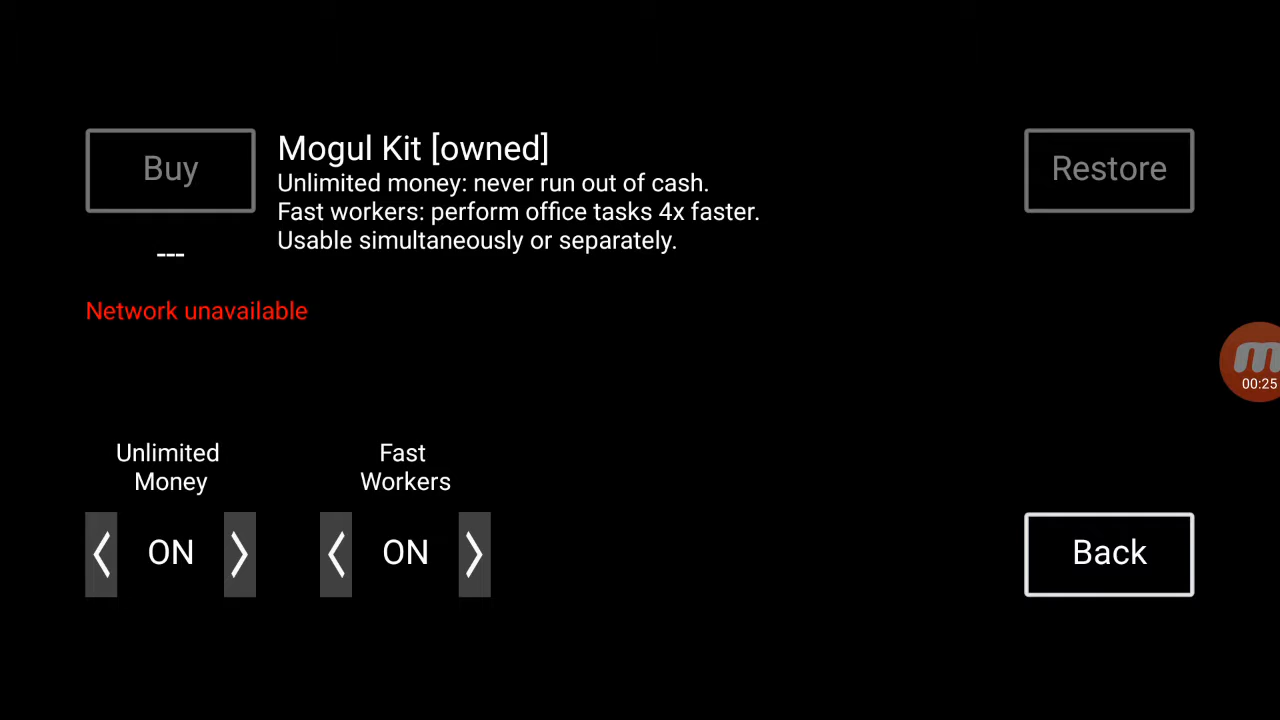 Buy
Mogul Kit [owned]
Unlimited money: never run out of cash.
Fast workers: perform office tasks 4x faster.
Usable simultaneously or separately.
Restore
---
Network unavailable
m
00:25
Unlimited
Money
Fast
Workers
ON
ON
Back